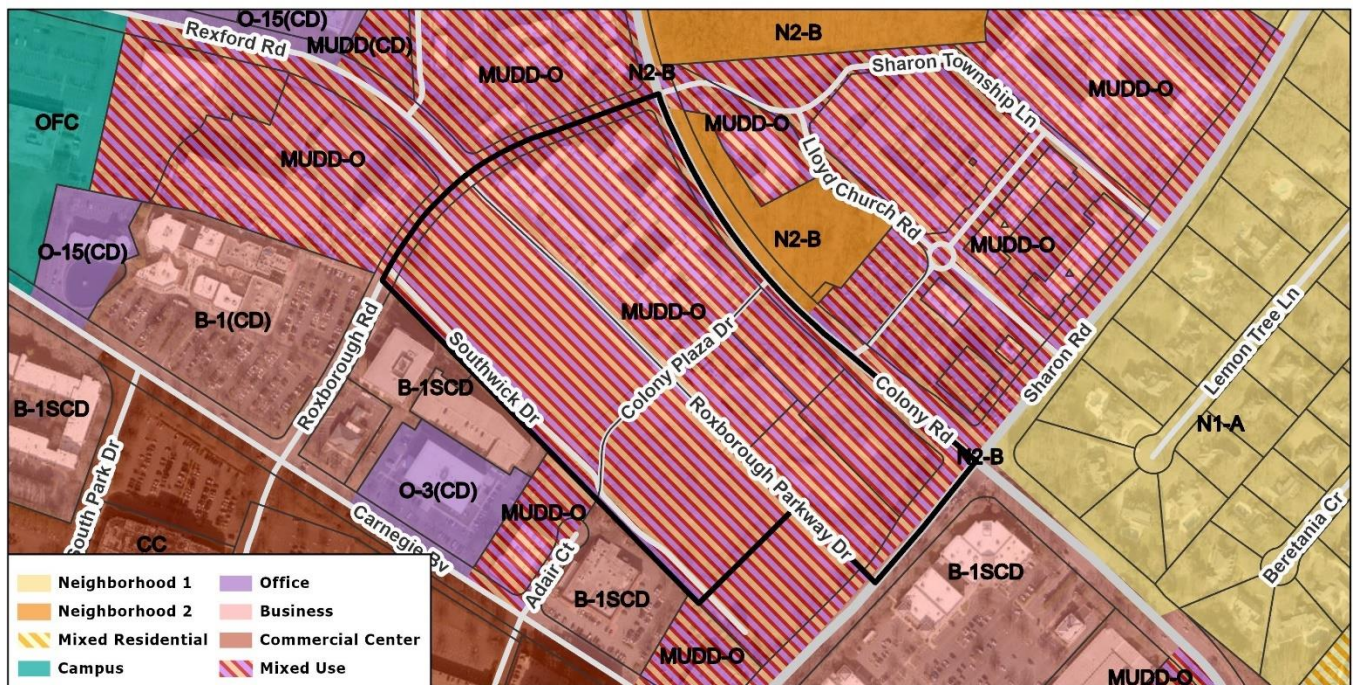 O-15(CD)
Rexford Rd
MUDD(CD)
MUDD-O
N2-B
N2-B
Sharon Township Ln
MUDD-O
OFC
MUDD-O
MUDD-O
Lloyd Church Rd
O-15(CD)
N2-B
MUDD-O
B-1(CD)
Roxborough Rd
MUDD-O
Southwick Dr
Colony Plaza Dr
Sharon Rd
Lemon Tree Ln
B-1SCD
B-1SCD
Roxborough Parkway Dr
Colony Rd
N1-A
South Park Dr
N2-B
O-3(CD)
MUDD-O
Carnegie Bv
CC
Adair Ct
B-1SCD
B-1SCD
Beretania Cr
MUDD-O
MUDD-O
Neighborhood 1
Neighborhood 2
Mixed Residential
Campus
Office
Business
Commercial Center
Mixed Use